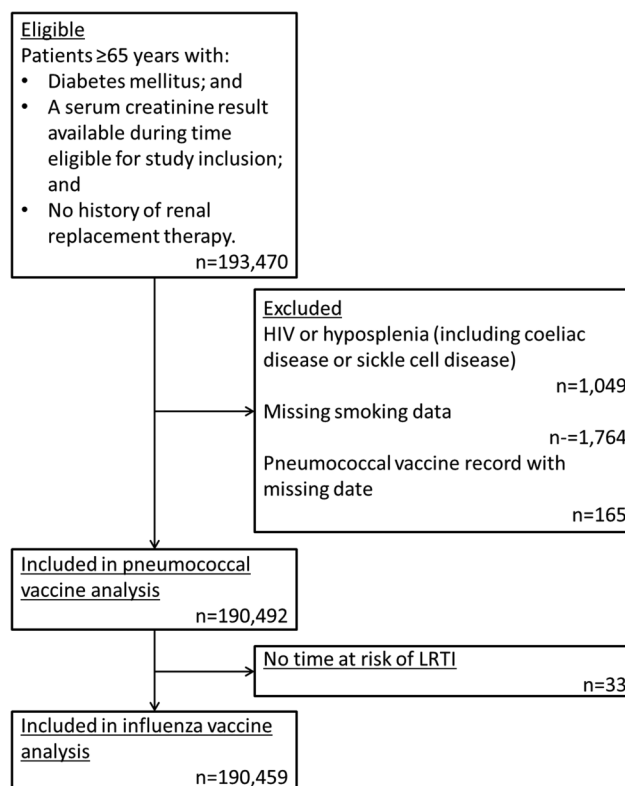 Eligible
Patients ≥65 years with:
• Diabetes mellitus; and
• A serum creatinine result
available during time
eligible for study inclusion;
and
• No history of renal
replacement therapy.
n=193,470
Excluded
HIV or hyposplenia (including coeliac
disease or sickle cell disease)
n=1,049
Missing smoking data
n-=1,764
Pneumococcal vaccine record with
missing date
n=165
Included in pneumococcal
vaccine analysis
n=190,492
No time at risk of LRTI
n=33
Included in influenza vaccine
analysis
n=190,459